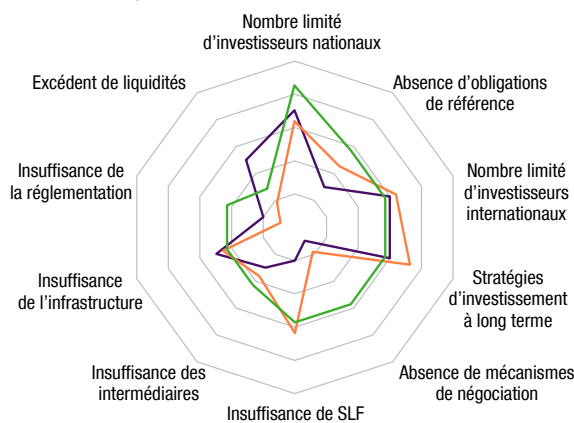 Nombre limité
d’investisseurs nationaux
Absence d’obligations
de référence
Nombre limité
d’investisseurs
internationaux
Stratégies
d’investissement
à long terme
Absence de mécanismes
de négociation
Insuffisance de SLF
Insuffisance des
intermédiaires
Insuffisance
de l’infrastructure
Insuffisance de
la réglementation
Excédent de liquidités